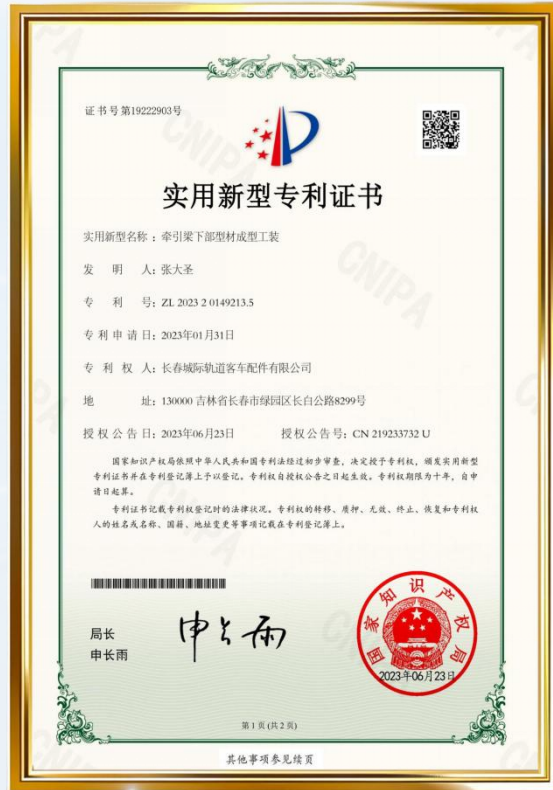 证书号第19222903号
实用新型专利证书
实用新型名称：牵引梁下部型材成型工装
发 明 人：张大圣
专 利 号：ZL 2023 2 0149213.5
专利申请日：2023年01月31日
专 利 权 人：长春城际轨道客车配件有限公司
地 址：130000 吉林省长春市绿园区长白公路8299号
授权公告日：2023年06月23日 授权公告号：CN 219233732 U
国家知识产权局依照中华人民共和国专利法经过初步审查，决定授予专利权，颁发实用新型
专利证书并在专利登记簿上予以登记。专利权自授权公告之日起生效。专利权期限为十年，自申
请日起算。
专利证书记载专利权登记时的法律状况。专利权的转移、质押、无效、终止、恢复和专利权
人的姓名或名称、国籍、地址变更等事项记载在专利登记簿上。
局长
申长雨
申长雨
国家知识产权局
2023年06月23日
第1页(共2页)
其他事项参见续页
CNIPA
CNIPA